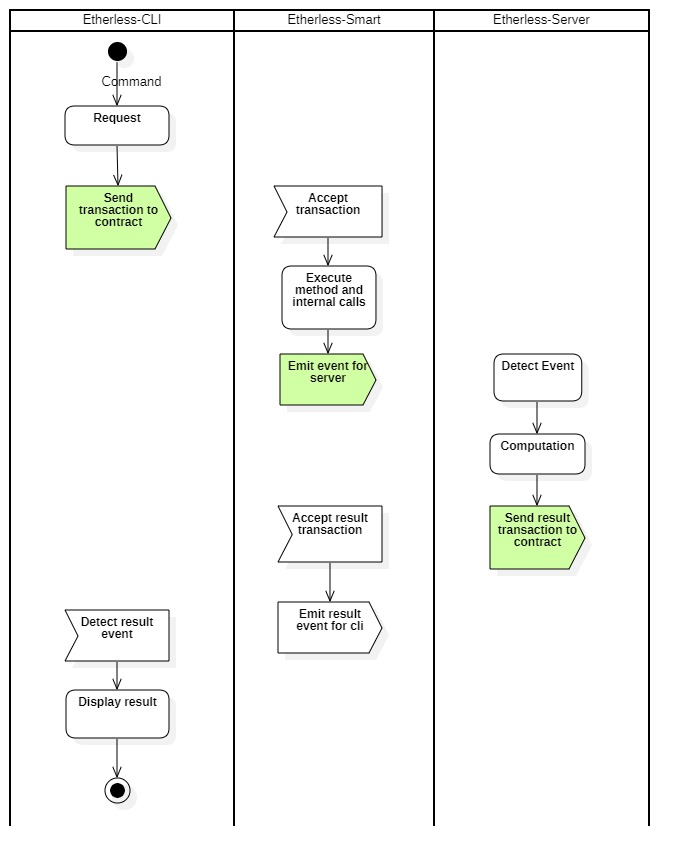 Etherless-CLI
Etherless-Smart
Etherless-Server
Command
Request
Send
transaction to
contract
Accept
transaction
Execute
method and
internal calls
Emit event for
server
Detect Event
Computation
Send result
transaction to
contract
Accept result
transaction
Emit result
event for cli
Detect result
event
Display result